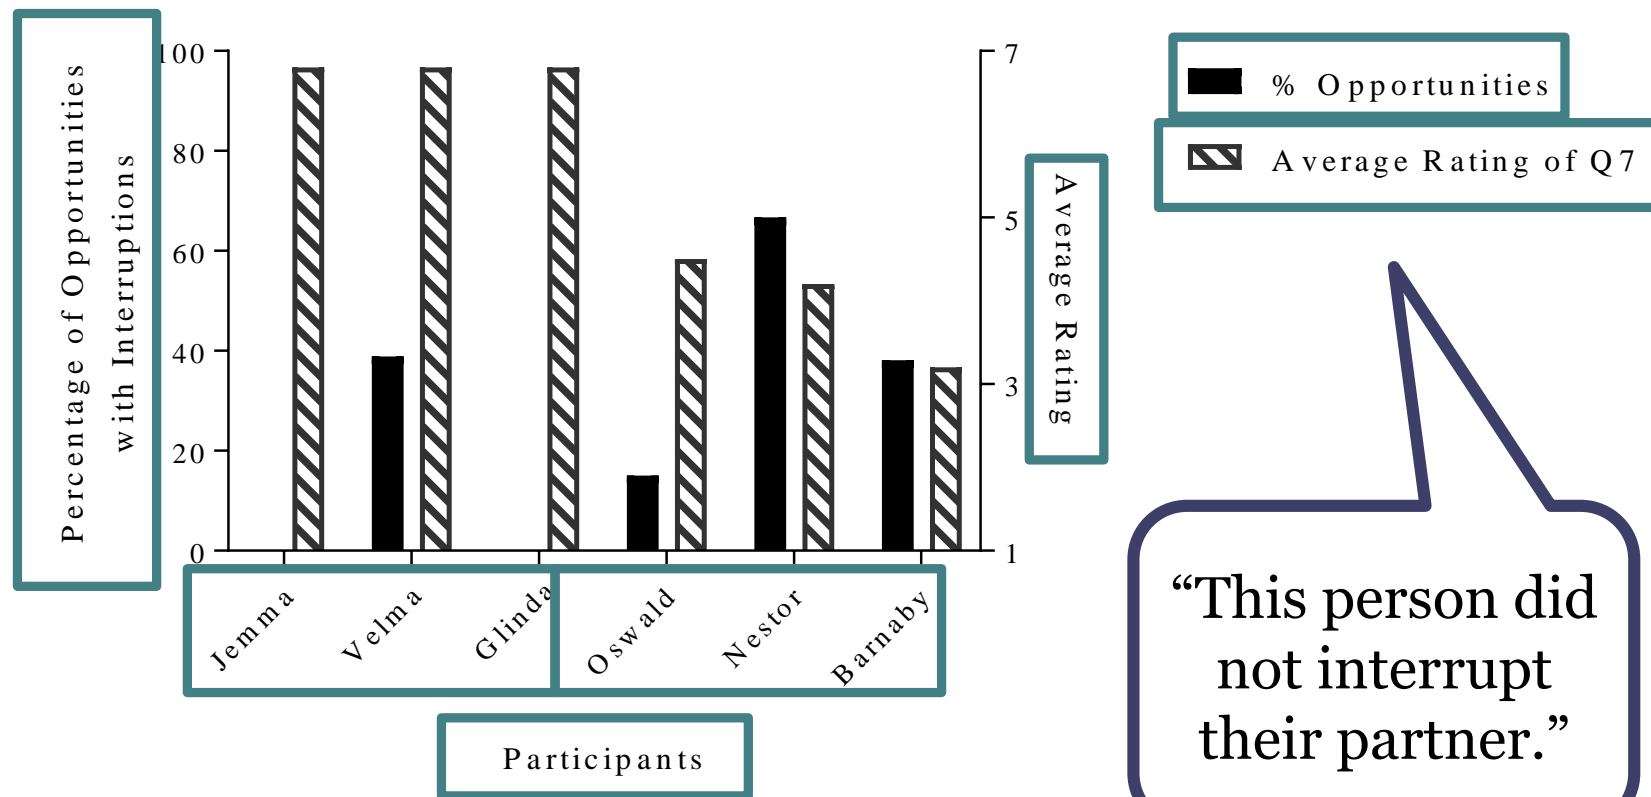 Percentage of Opportunities
with Interruptions
100
80
60
40
20
0
7
5
3
1
Average Rating
% Opportunities
Average Rating of Q7
Jemma
Velma
Glinda
Oswald
Nestor
Barnaby
Participants
“This person did
not interrupt
their partner.”